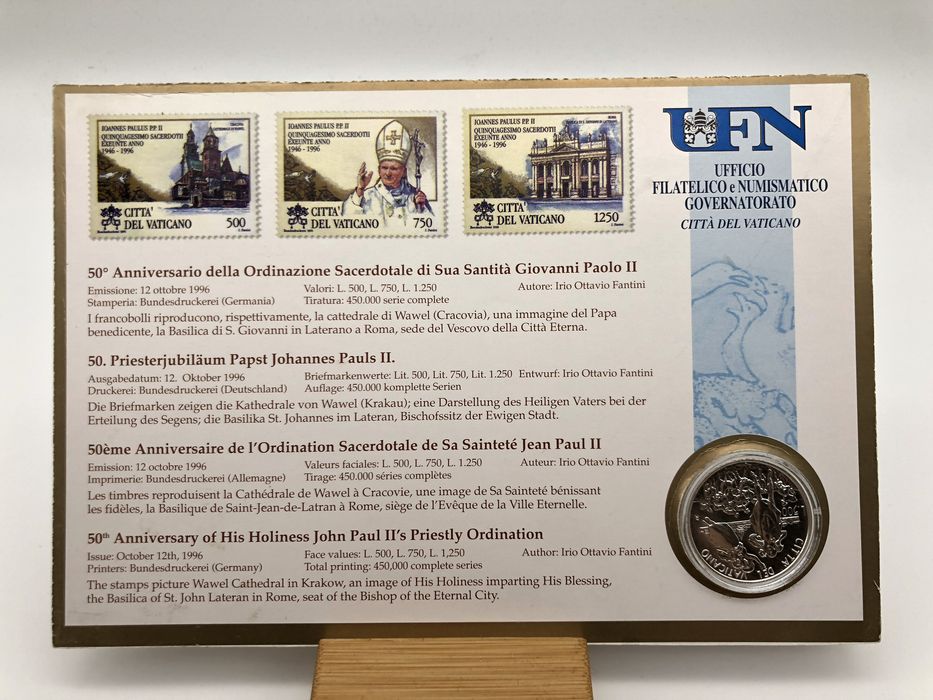 IOANNES PAULUS P.P. II
QUINQUAGESIMO SACERDOTII
EXEUNTE ANNO
1946 - 1996
CITTA'
DEL VATICANO
500
IOANNES PAULUS P.P. II
QUINQUAGESIMO SACERDOTII
EXEUNTE ANNO
1946 - 1996
CITTA'
DEL VATICANO
750
IOANNES PAULUS P.P. II
QUINQUAGESIMO SACERDOTII
EXEUNTE ANNO
1946 - 1996
CITTA'
DEL VATICANO
1250
UFN
UFFICIO
FILATELICO e NUMISMATICO
GOVERNATORATO
CITTÀ DEL VATICANO
50° Anniversario della Ordinazione Sacerdotale di Sua Santità Giovanni Paolo II
Emissione: 12 ottobre 1996 Valori: L. 500, L. 750, L. 1.250 Autore: Irio Ottavio Fantini
Stamperia: Bundesdruckerei (Germania) Tiratura: 450.000 serie complete
I francobolli riproducono, rispettivamente, la cattedrale di Wawel (Cracovia), una immagine del Papa
benedicente, la Basilica di S. Giovanni in Laterano a Roma, sede del Vescovo della Città Eterna.
50. Priesterjubiläum Papst Johannes Pauls II.
Ausgabedatum: 12. Oktober 1996 Briefmarkenwerte: Lit. 500, Lit. 750, Lit. 1.250 Entwurf: Irio Ottavio Fantini
Druckerei: Bundesdruckerei (Deutschland) Auflage: 450.000 komplette Serien
Die Briefmarken zeigen die Kathedrale von Wawel (Krakau); eine Darstellung des Heiligen Vaters bei der
Erteilung des Segens; die Basilika St. Johannes im Lateran, Bischofssitz der Ewigen Stadt.
50ème Anniversaire de l'Ordination Sacerdotale de Sa Sainteté Jean Paul II
Emission: 12 octobre 1996 Valeurs faciales: L. 500, L. 750, L. 1.250 Auteur: Irio Ottavio Fantini
Imprimerie: Bundesdruckerei (Allemagne) Tirage: 450.000 séries complètes
Les timbres reproduisent la Cathédrale de Wawel à Cracovie, une image de Sa Sainteté bénissant
les fidèles, la Basilique de Saint-Jean-de-Latran à Rome, siège de l'Evêque de la Ville Eternelle.
50th Anniversary of His Holiness John Paul II's Priestly Ordination
Issue: October 12th, 1996 Face values: L. 500, L. 750, L. 1,250 Author: Irio Ottavio Fantini
Printers: Bundesdruckerei (Germany) Total printing: 450,000 complete series
The stamps picture Wawel Cathedral in Krakow, an image of His Holiness imparting His Blessing,
the Basilica of St. John Lateran in Rome, seat of the Bishop of the Eternal City.
CITTÀ DEL VATICANO